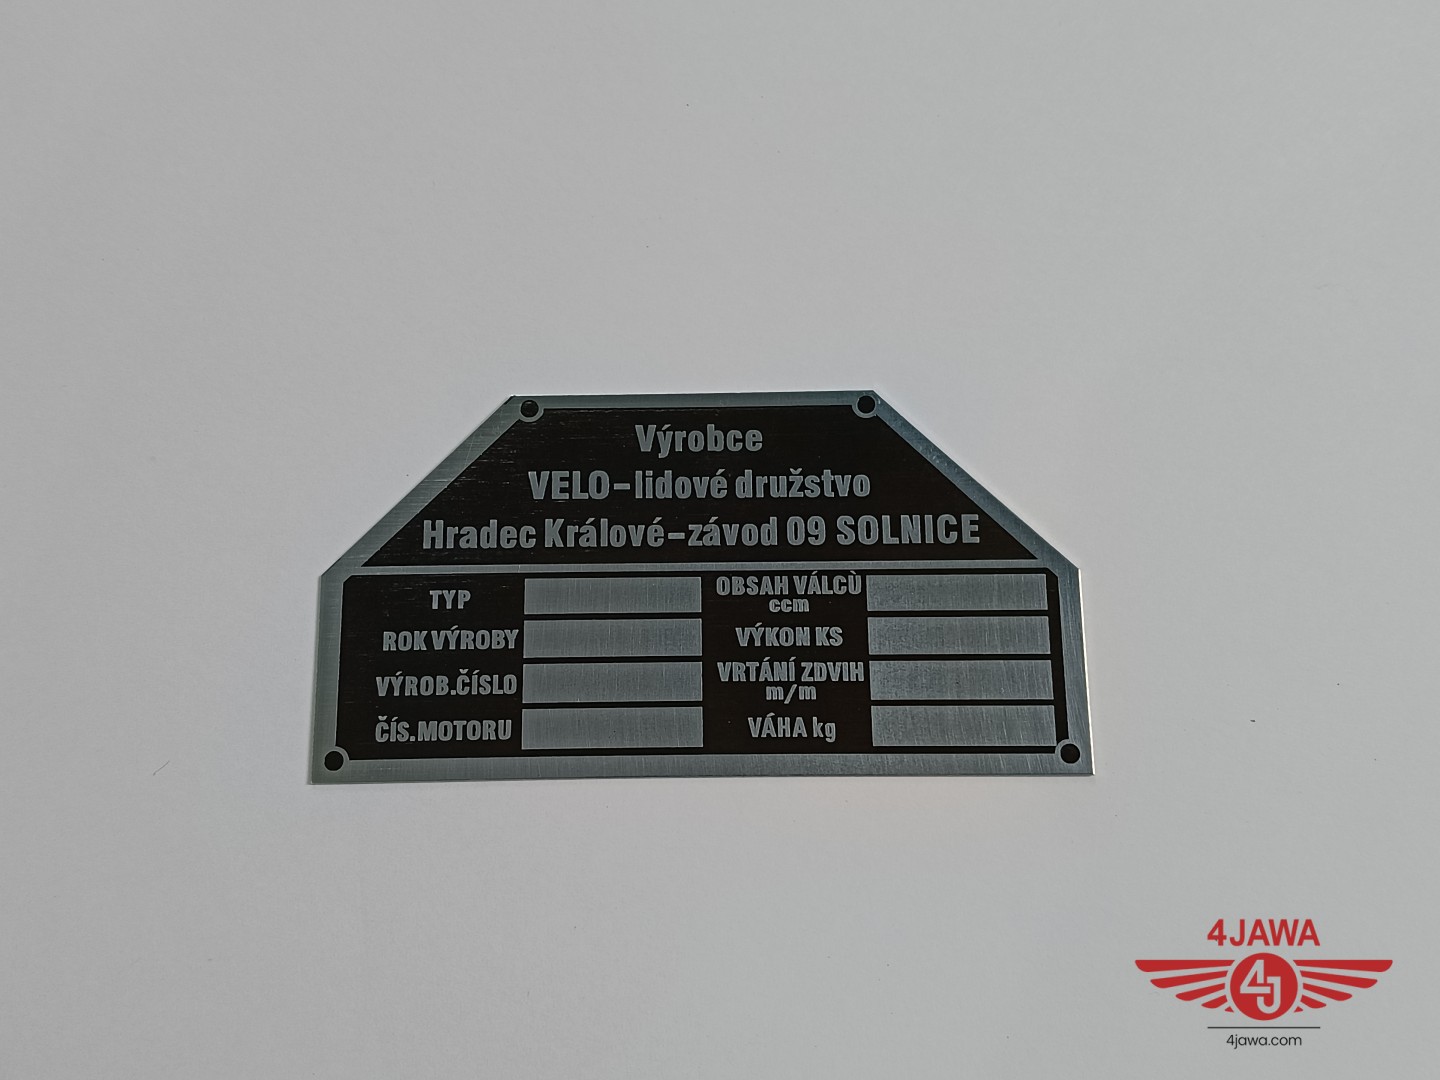 Výrobce
VELO-lidové družstvo
Hradec Králové-závod 09 SOLNICE
TYP
ROK VÝROBY
VÝROB.ČÍSLO
ČÍS.MOTORU
OBSAH VÁLCŮ
ccm
VÝKON KS
VRTÁNÍ ZDVIH
m/m
VÁHA kg
4JAWA
4J
4jawa.com